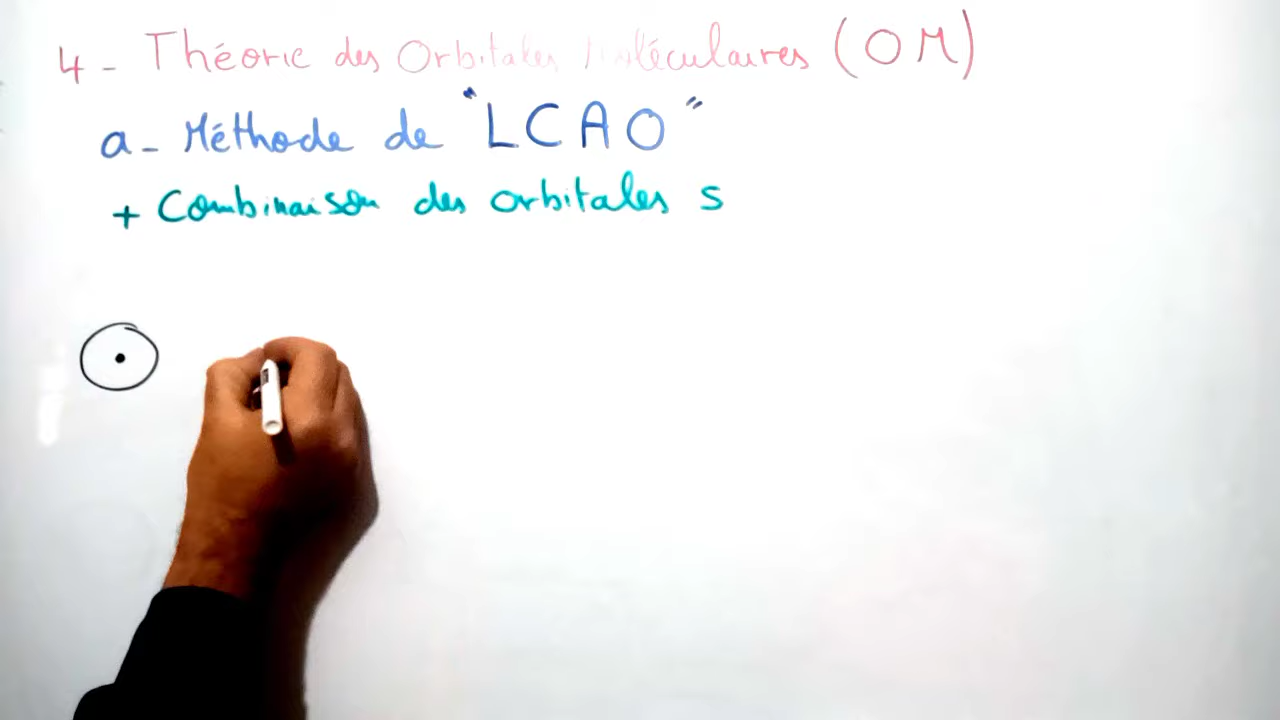 4 - Théorie des Orbitales Moléculaires (OM)
a - Méthode de "LCAO"
+ Combinaison des orbitales s